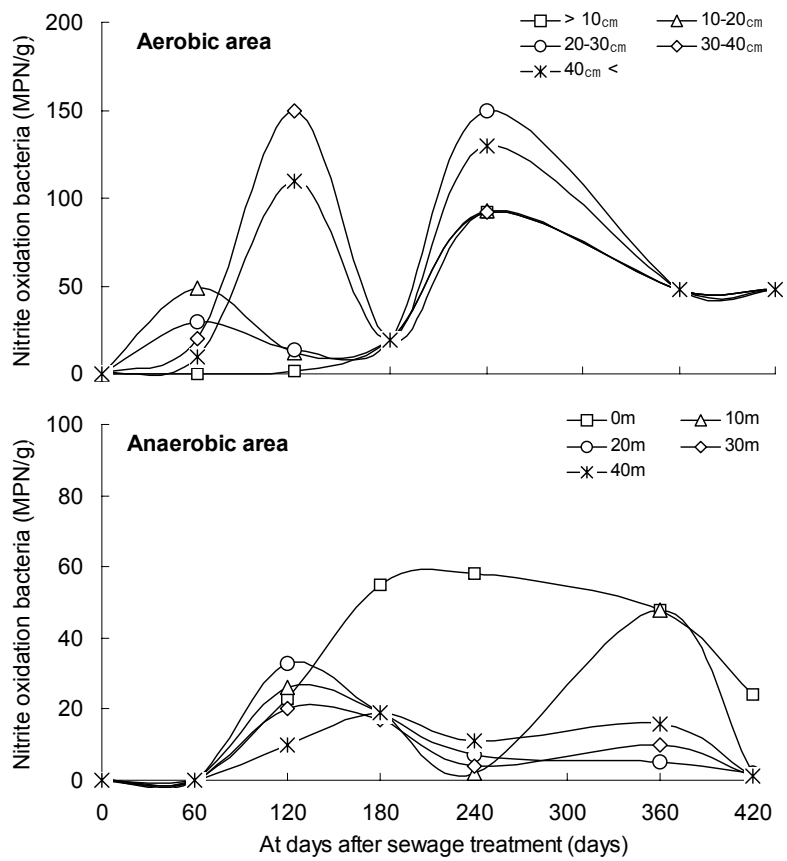 Aerobic area
> 10㎝ 10-20㎝
20-30㎝ 30-40㎝
40㎝ <
Nitrite oxidation bacteria (MPN/g)
200
150
100
50
0
Anaerobic area
0m 10m
20m 30m
40m
Nitrite oxidation bacteria (MPN/g)
100
80
60
40
20
0
0 60 120 180 240 300 360 420
At days after sewage treatment (days)